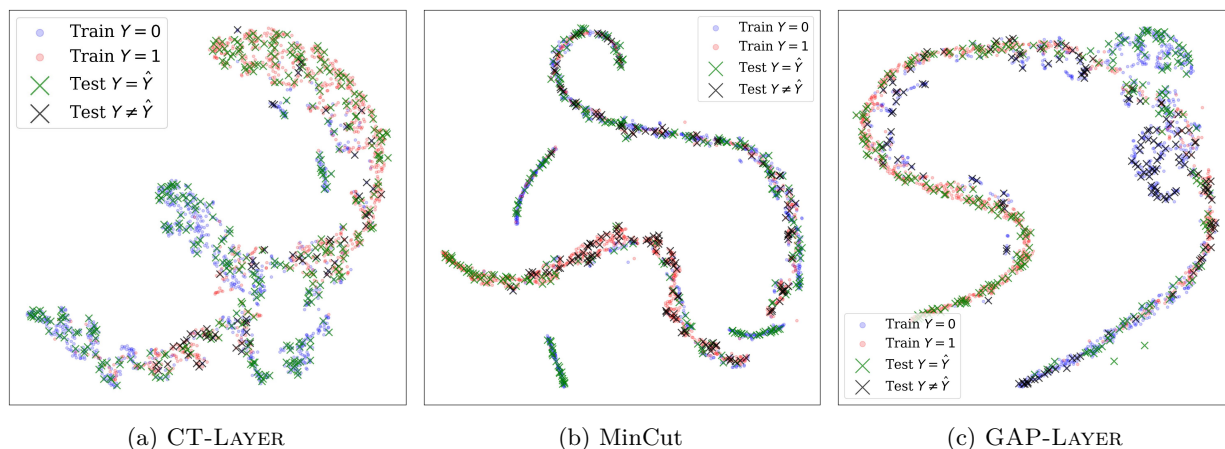 Train Y = 0
Train Y = 1
Test Y = Ŷ
Test Y ≠ Ŷ
(a) CT-LAYER
Train Y = 0
Train Y = 1
Test Y = Ŷ
Test Y ≠ Ŷ
(b) MinCut
Train Y = 0
Train Y = 1
Test Y = Ŷ
Test Y ≠ Ŷ
(c) GAP-LAYER